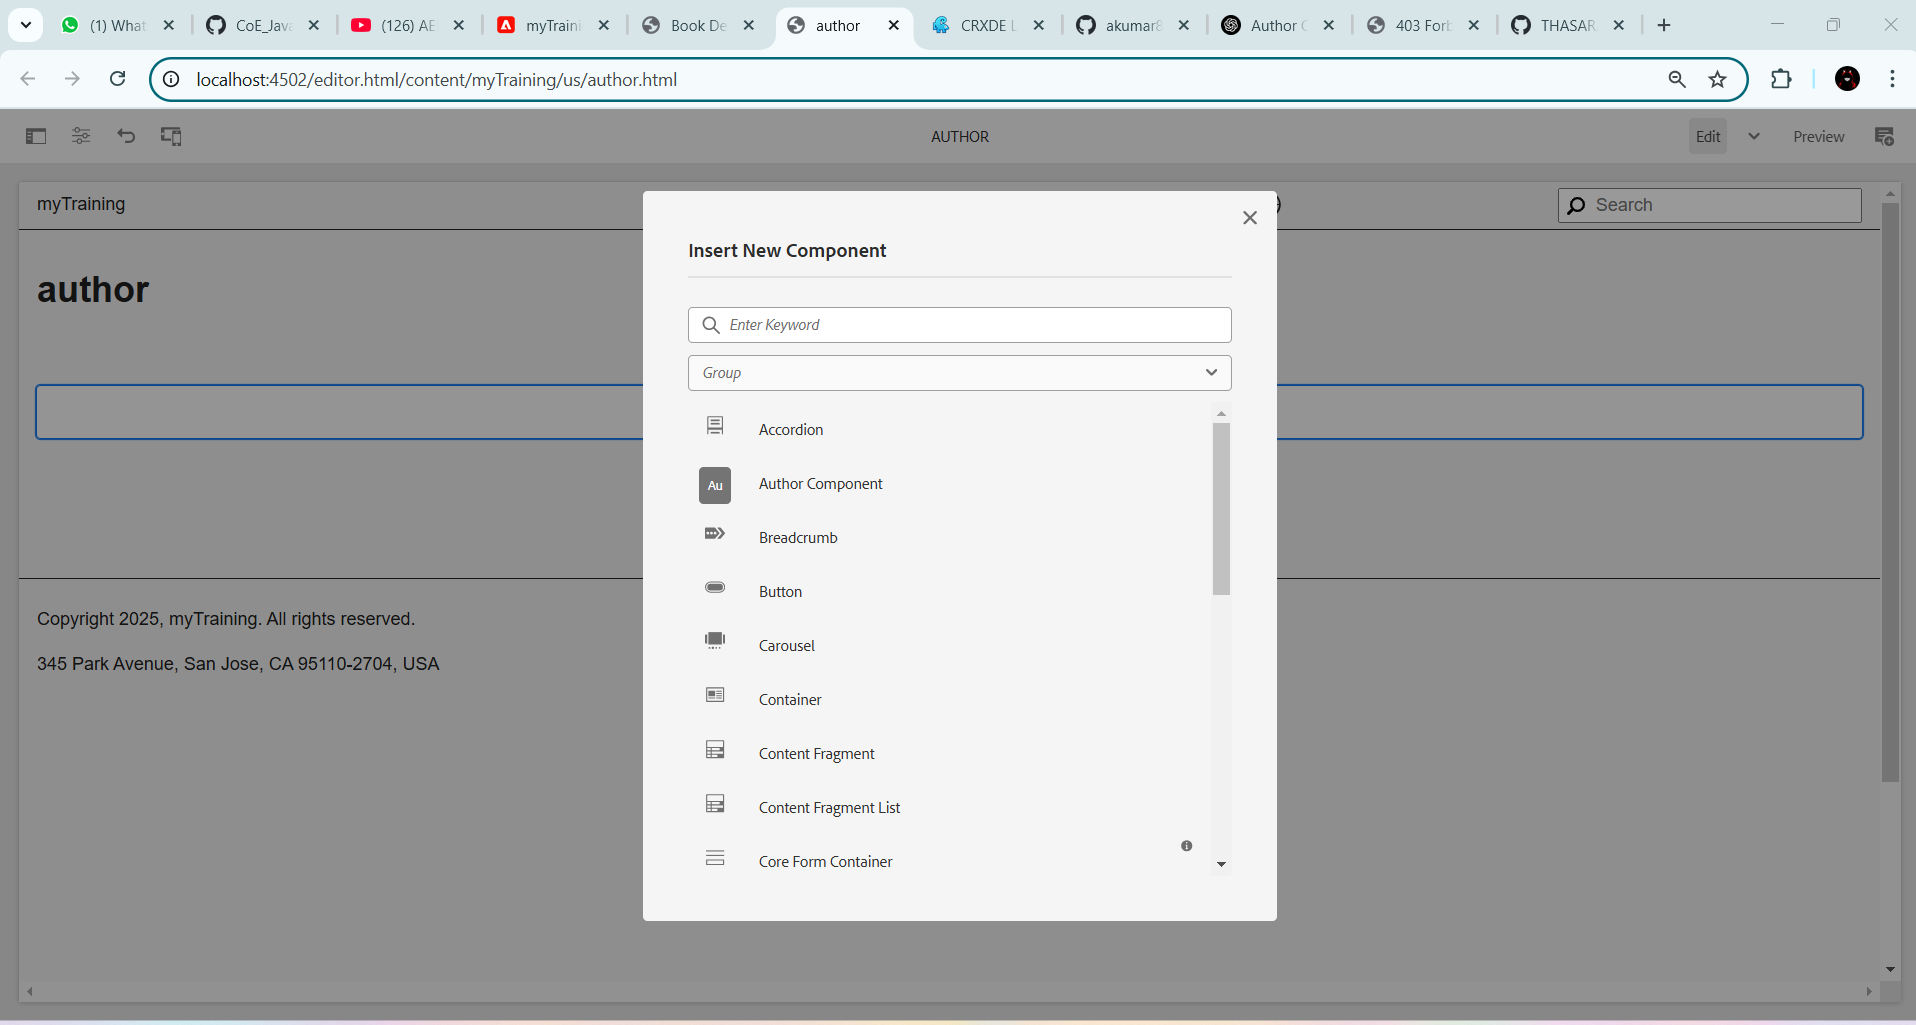 (1) What
CoE_Java
(126) AE
myTraini
Book De
author
CRXDE L
akumar8
Author C
403 Forb
THASAR
localhost:4502/editor.html/content/myTraining/us/author.html
AUTHOR
Edit
Preview
myTraining
Search
author
Insert New Component
Enter Keyword
Group
Accordion
Au
Author Component
Breadcrumb
Button
Carousel
Container
Content Fragment
Content Fragment List
Core Form Container
Copyright 2025, myTraining. All rights reserved.
345 Park Avenue, San Jose, CA 95110-2704, USA